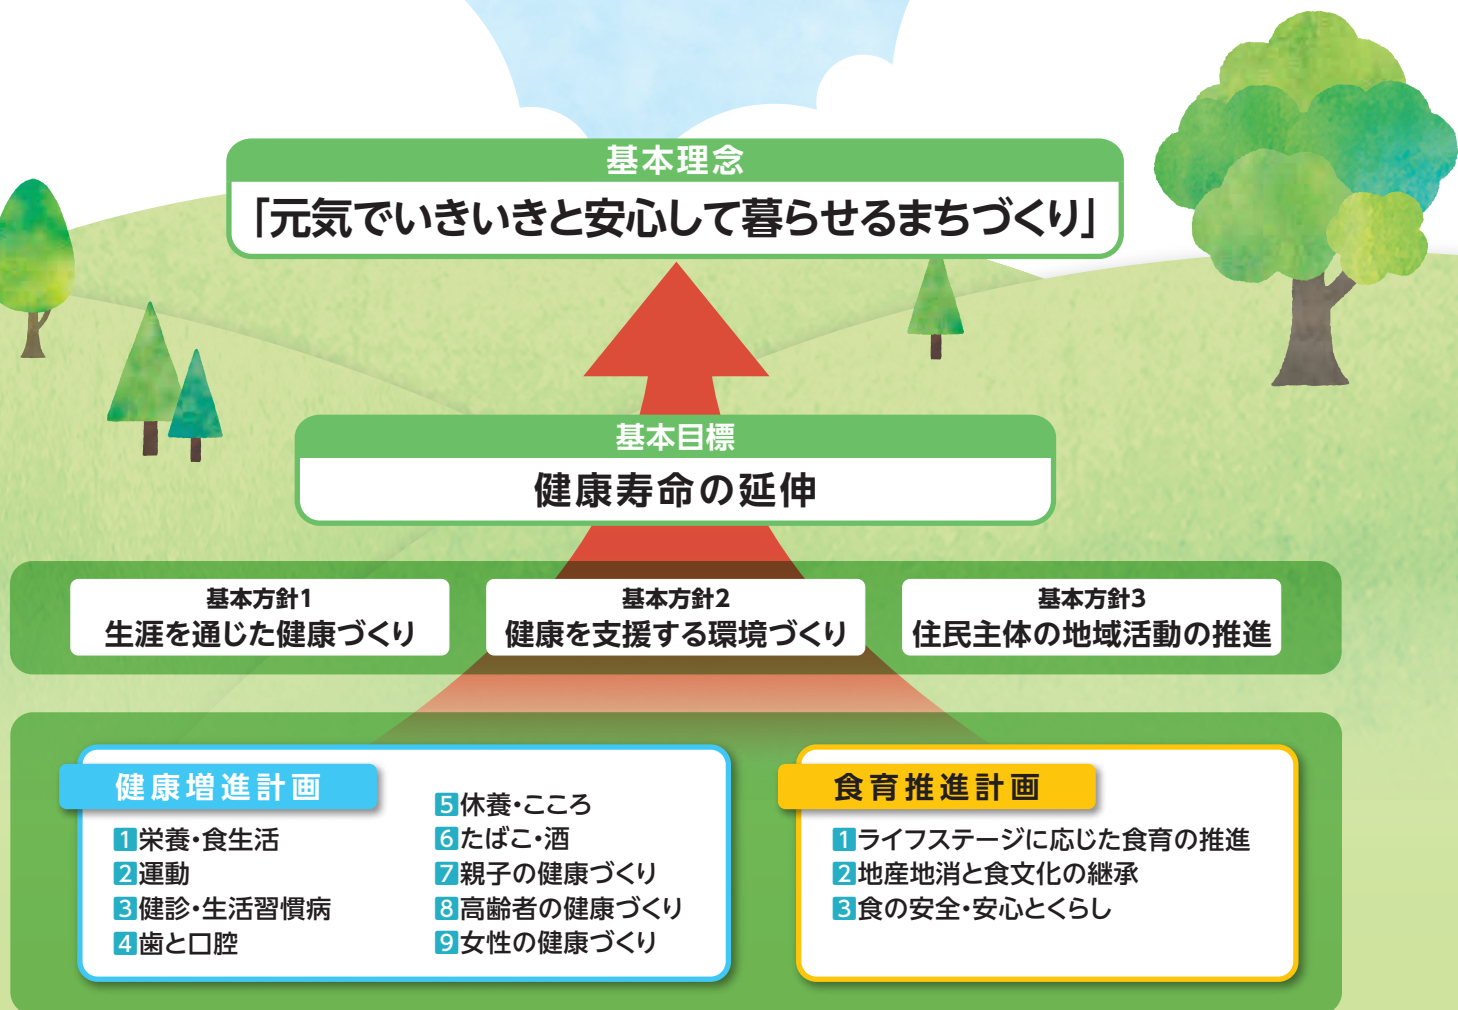 基本理念
「元気でいきいきと安心して暮らせるまちづくり」
基本目標
健康寿命の延伸
基本方針1
生涯を通じた健康づくり
基本方針2
健康を支援する環境づくり
基本方針3
住民主体の地域活動の推進
健康増進計画
1栄養・食生活
2運動
3健診・生活習慣病
4歯と口腔
5休養・こころ
6たばこ・酒
7親子の健康づくり
8高齢者の健康づくり
9女性の健康づくり
食育推進計画
1ライフステージに応じた食育の推進
2地産地消と食文化の継承
3食の安全・安心とくらし